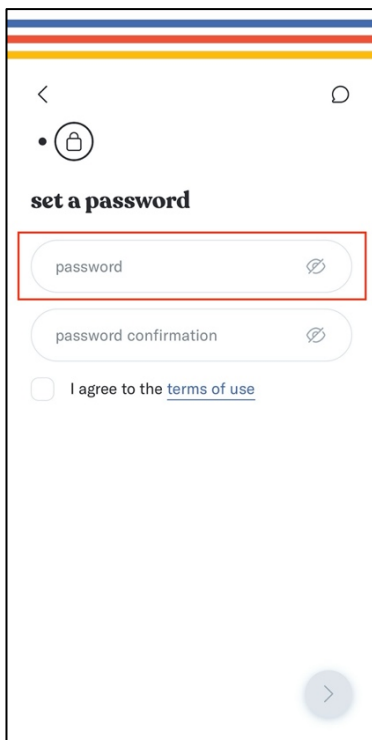 set a password
password
password confirmation
I agree to the terms of use